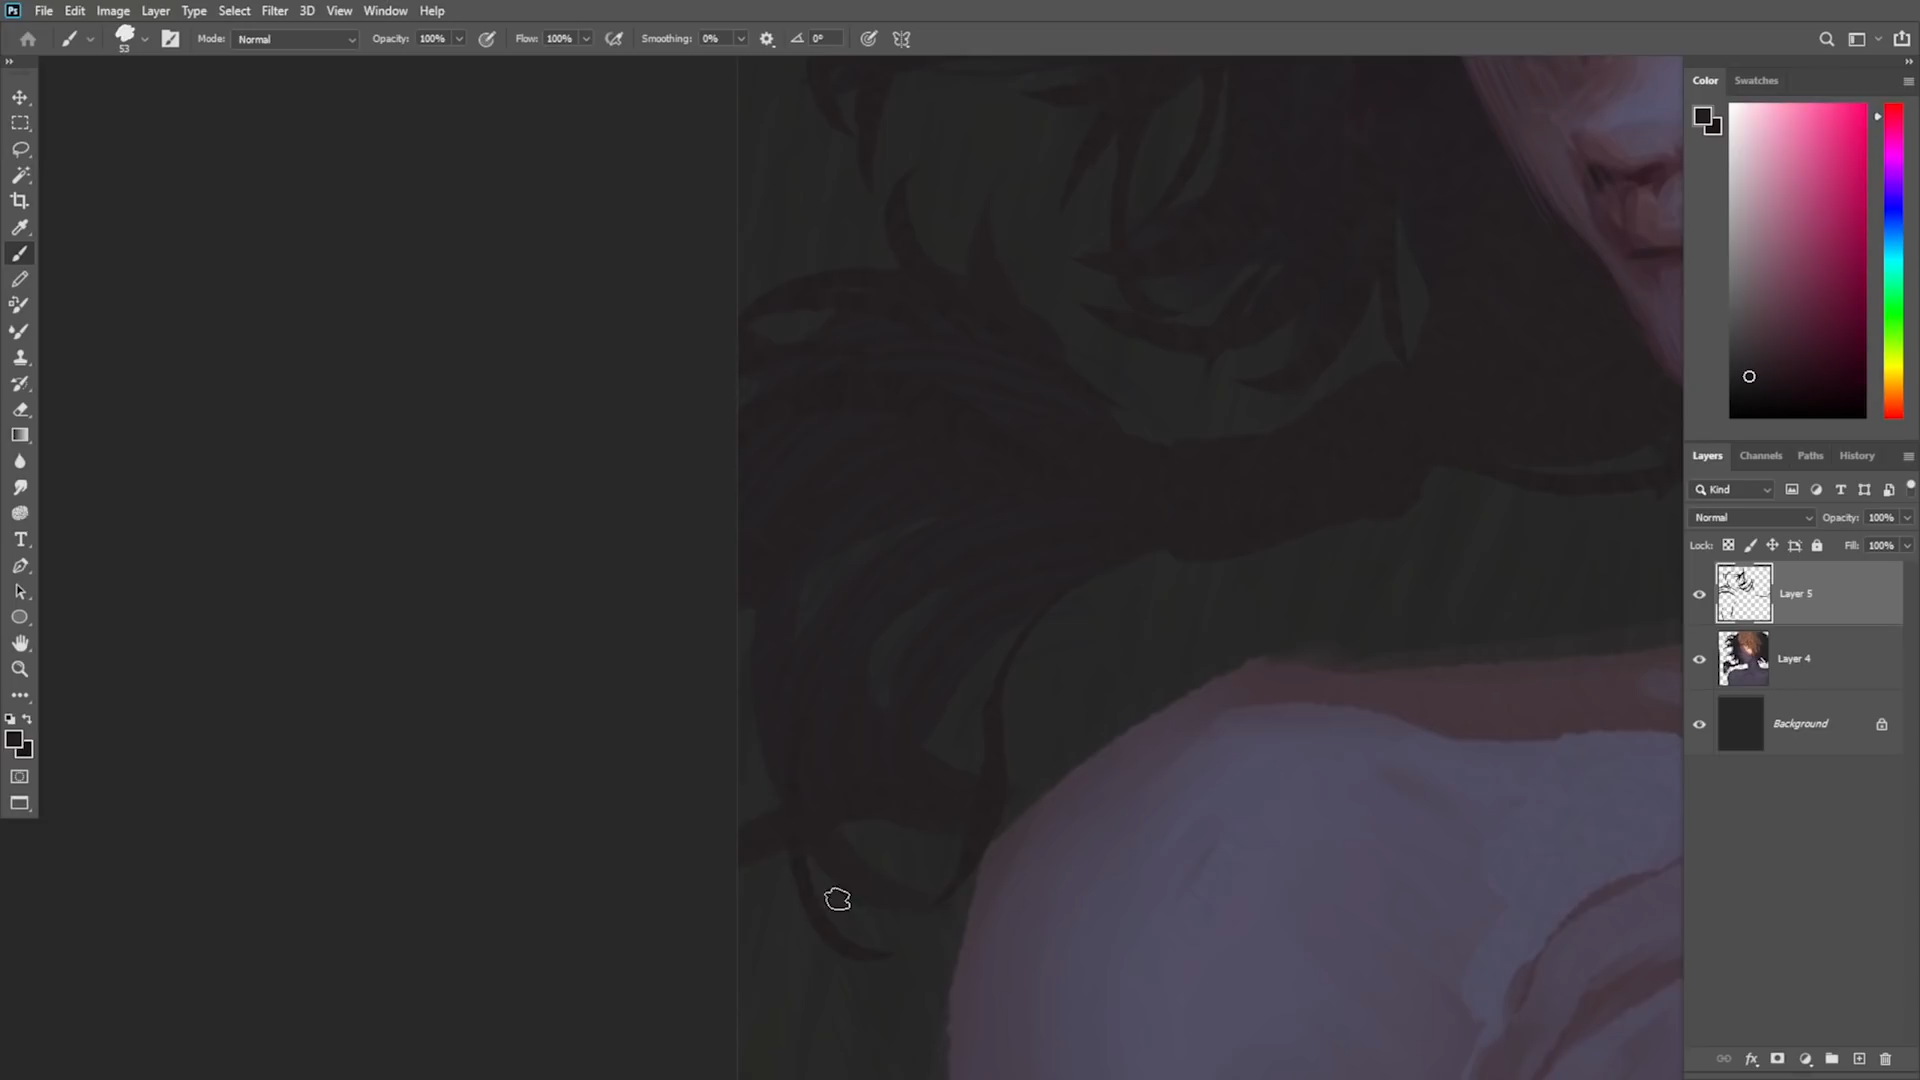 Ps File Edit Image Layer Type Select Filter 3D View Window Help
53 Mode: Normal Opacity: 100% Flow: 100% Smoothing: 0% 0°
Color Swatches
Layers Channels Paths History
Kind
Normal Opacity: 100%
Lock: Fill: 100%
Layer 5
Layer 4
Background